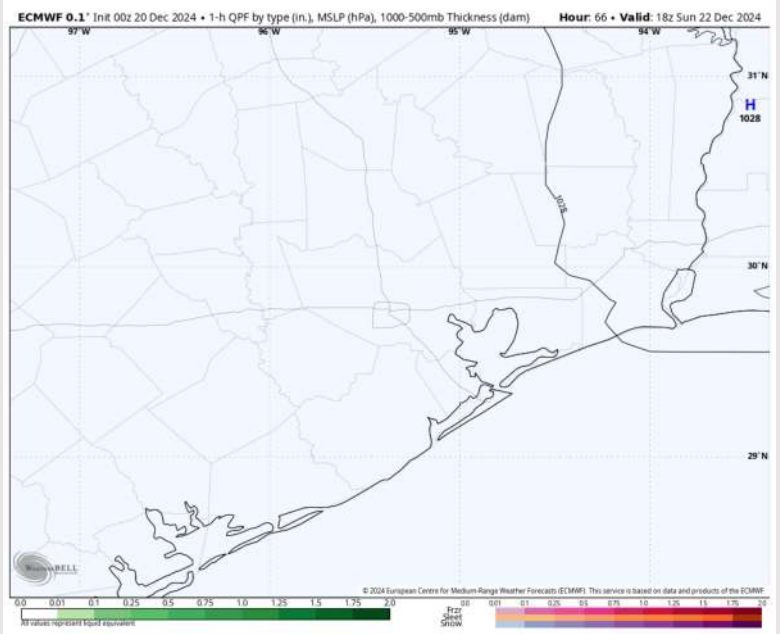 ECMWF 0.1° Init 00z 20 Dec 2024 • 1-h QPF by type (in.), MSLP (hPa), 1000-500mb Thickness (dam) Hour: 66 • Valid: 18z Sun 22 Dec 2024
97°W 96°W 95°W 94°W
31°N
H
1028
1028
30°N
29°N
WeatherBELL
© 2024 European Centre for Medium-Range Weather Forecasts (ECMWF). This service is based on data and products of the ECMWF.
0.0 0.01 0.1 0.25 0.5 0.75 1.0 1.25 1.5 1.75 2.0 0.0 0.01 0.1 0.25 0.5 0.75 1.0 1.25 1.5 1.75 2.0
Frzr
Sleet
Snow
All values represent liquid equivalent